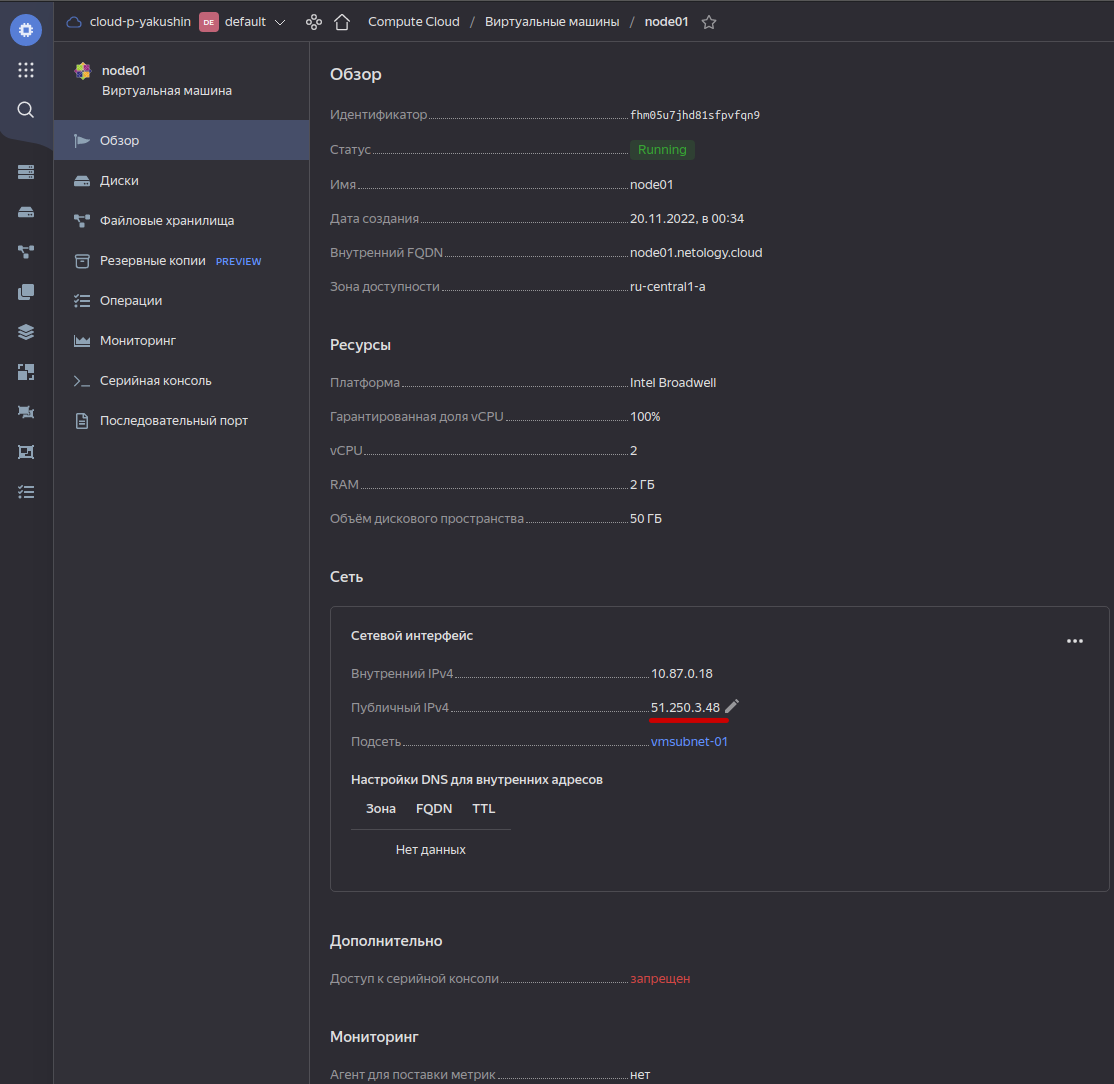 cloud-p-yakushin DE default Compute Cloud / Виртуальные машины / node01
node01
Виртуальная машина
Обзор
Диски
Файловые хранилища
Резервные копии PREVIEW
Операции
Мониторинг
Серийная консоль
Последовательный порт
Обзор
Идентификатор fhm05u7jhd81sfpvfqn9
Статус Running
Имя node01
Дата создания 20.11.2022, в 00:34
Внутренний FQDN node01.netology.cloud
Зона доступности ru-central1-a
Ресурсы
Платформа Intel Broadwell
Гарантированная доля vCPU 100%
vCPU 2
RAM 2 ГБ
Объём дискового пространства 50 ГБ
Сеть
Сетевой интерфейс
Внутренний IPv4 10.87.0.18
Публичный IPv4 51.250.3.48
Подсеть vmsubnet-01
Настройки DNS для внутренних адресов
Зона FQDN TTL
Нет данных
Дополнительно
Доступ к серийной консоли запрещен
Мониторинг
Агент для поставки метрик нет